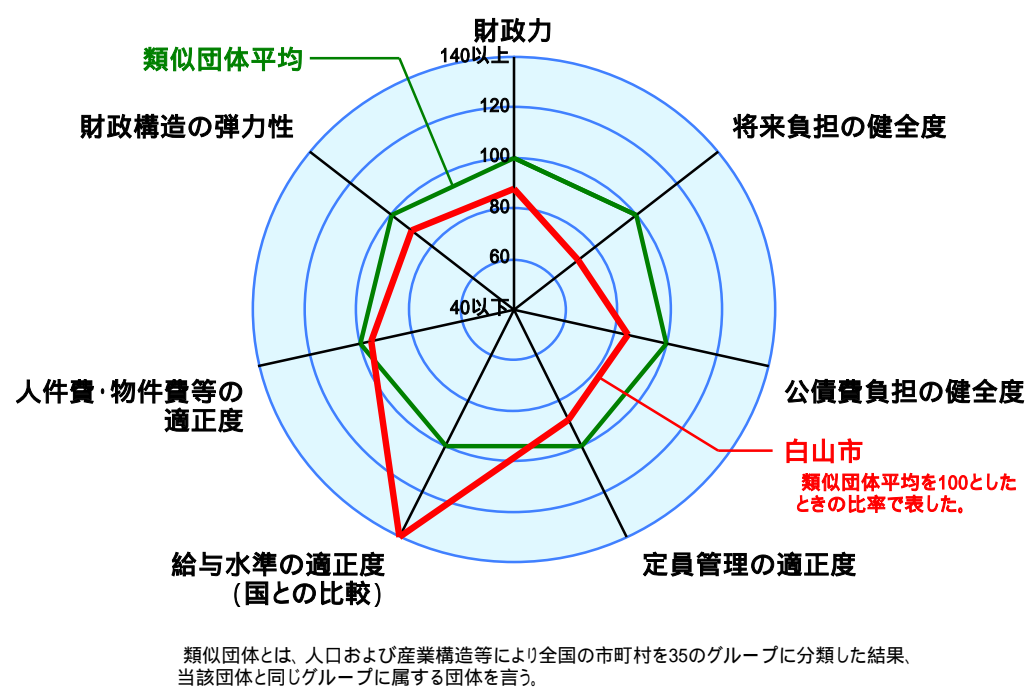 財政力
140以上
類似団体平均
120
財政構造の弾力性
将来負担の健全度
100
80
60
40以下
人件費・物件費等の
適正度
公債費負担の健全度
白山市
類似団体平均を100とした
ときの比率で表した。
給与水準の適正度
(国との比較)
定員管理の適正度
類似団体とは、人口および産業構造等により全国の市町村を35のグループに分類した結果、
当該団体と同じグループに属する団体を言う。